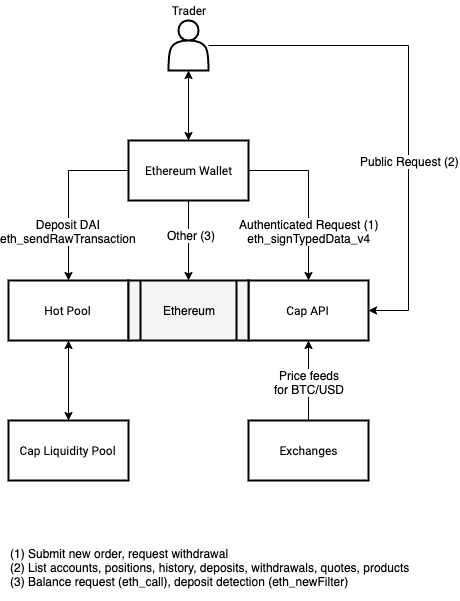 Trader
Public Request (2)
Ethereum Wallet
Deposit DAI
eth_sendRawTransaction
Other (3)
Authenticated Request (1)
eth_signTypedData_v4
Hot Pool
Ethereum
Cap API
Price feeds
for BTC/USD
Cap Liquidity Pool
Exchanges
(1) Submit new order, request withdrawal
(2) List accounts, positions, history, deposits, withdrawals, quotes, products
(3) Balance request (eth_call), deposit detection (eth_newFilter)